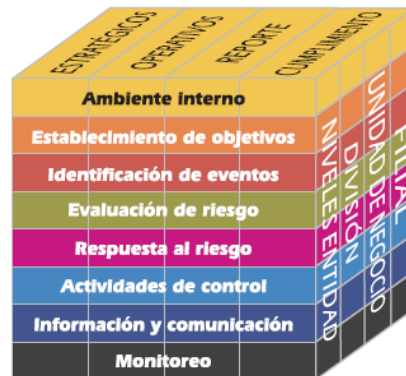 ESTRATÉGICOS
OPERATIVOS
REPORTE
CUMPLIMIENTO
Ambiente interno
Establecimiento de objetivos
Identificación de eventos
Evaluación de riesgo
Respuesta al riesgo
Actividades de control
Información y comunicación
Monitoreo
NIVELES ENTIDAD
DIVISIÓN
UNIDAD DE NEGOCIO
FILIAL